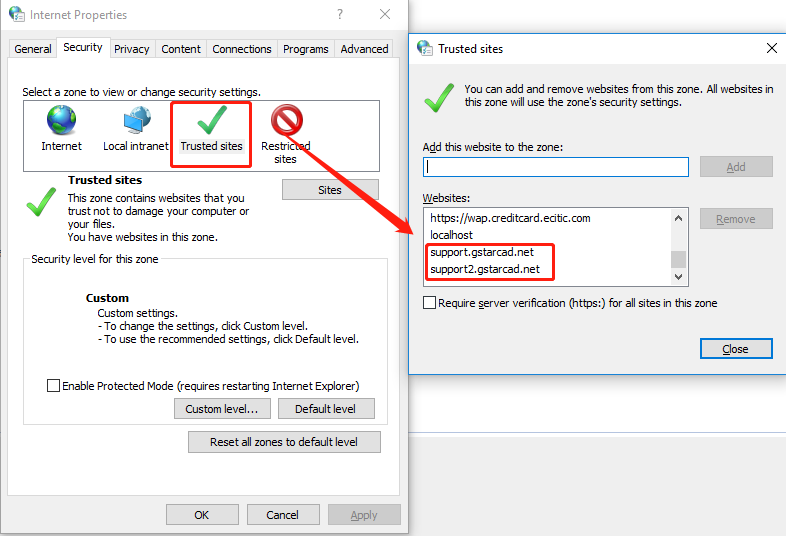 Internet Properties
?
General
Security
Privacy
Content
Connections
Programs
Advanced
Select a zone to view or change security settings.
Internet
Local intranet
Trusted sites
Restricted
sites
Trusted sites
This zone contains websites that you
trust not to damage your computer or
your files.
You have websites in this zone.
Sites
Security level for this zone
Custom
Custom settings.
- To change the settings, click Custom level.
- To use the recommended settings, click Default level.
Enable Protected Mode (requires restarting Internet Explorer)
Custom level...
Default level
Reset all zones to default level
OK
Cancel
Apply
Trusted sites
You can add and remove websites from this zone. All websites in
this zone will use the zone's security settings.
Add this website to the zone:
Add
Websites:
https://wap.creditcard.ecitic.com
localhost
support.gstarcad.net
support2.gstarcad.net
Remove
Require server verification (https:) for all sites in this zone
Close